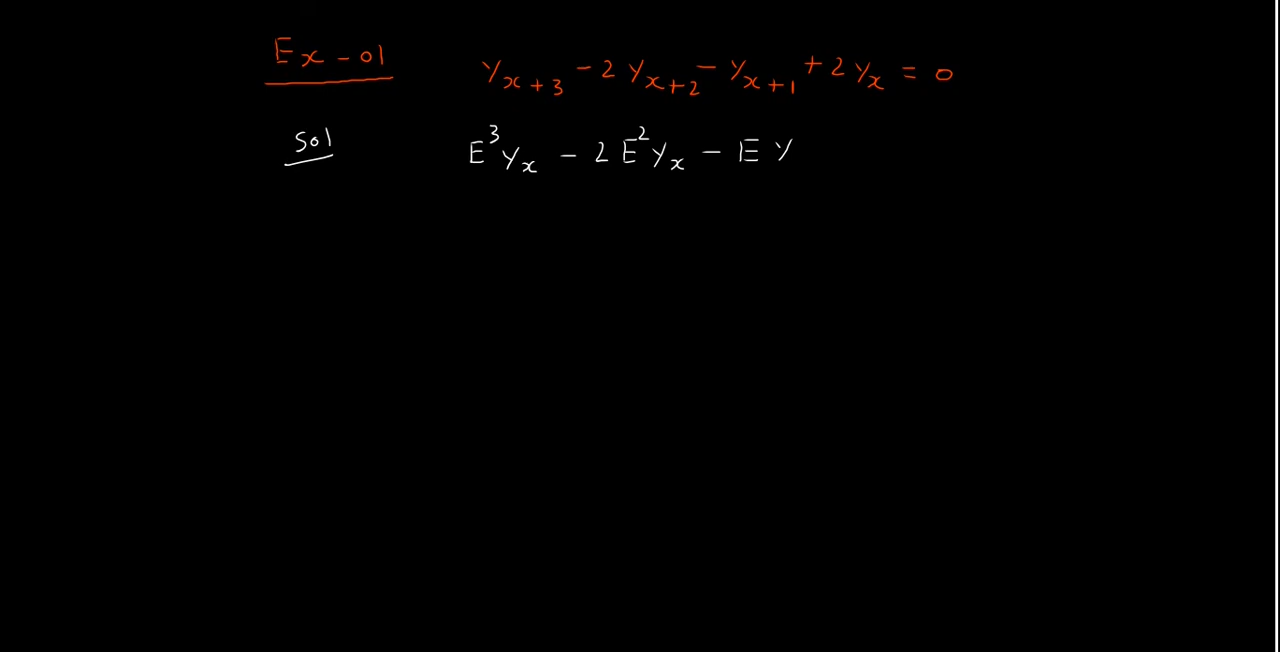 Ex - 01
y_{x+3} - 2y_{x+2} - y_{x+1} + 2y_x = 0
Sol
E^3 y_x - 2E^2 y_x - E y